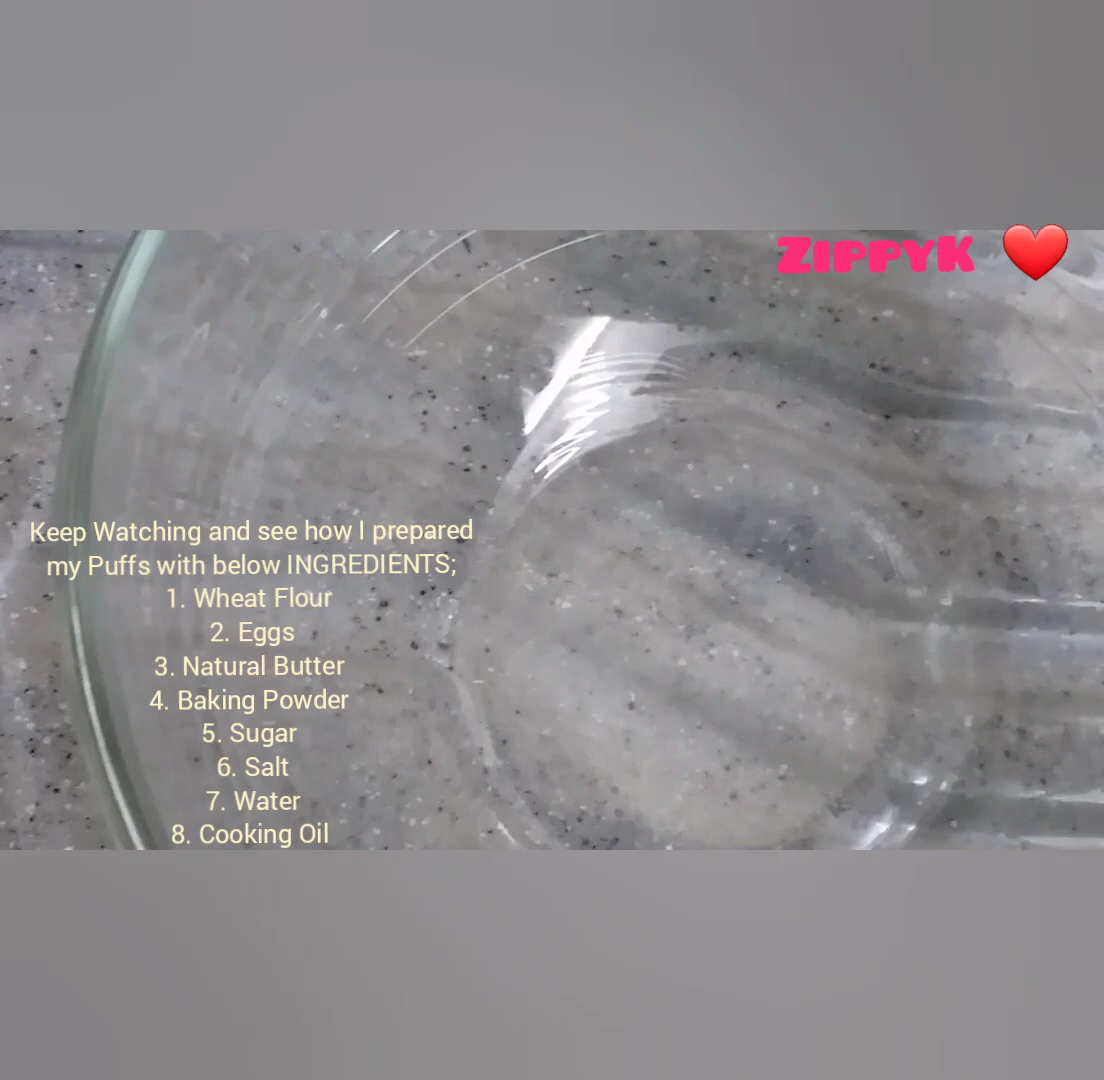 ZIPPYK ❤️
Keep Watching and see how I prepared
my Puffs with below INGREDIENTS;
1. Wheat Flour
2. Eggs
3. Natural Butter
4. Baking Powder
5. Sugar
6. Salt
7. Water
8. Cooking Oil